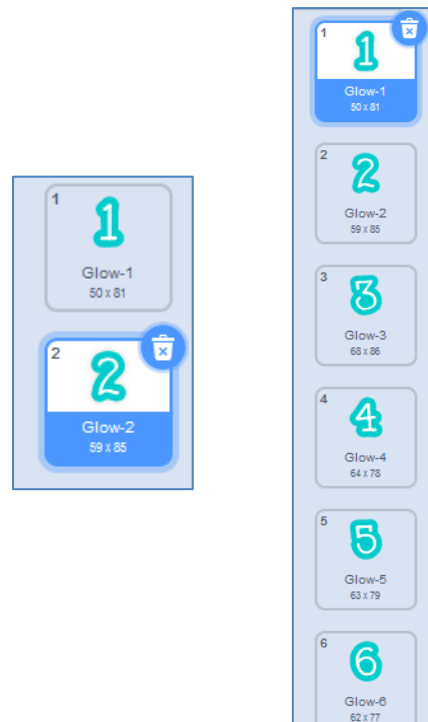 1
1
Glow-1
50 x 81
2
2
Glow-2
59 x 85
1
1
Glow-1
50 x 81
2
2
Glow-2
59 x 85
3
3
Glow-3
68 x 86
4
4
Glow-4
64 x 78
5
5
Glow-5
63 x 79
6
6
Glow-6
62 x 77